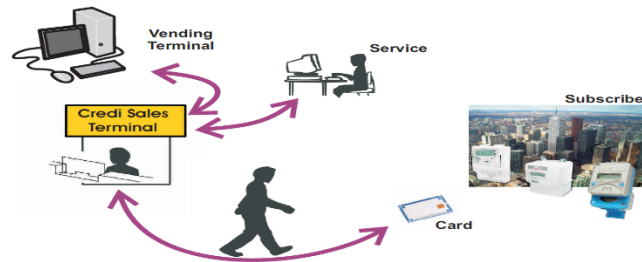 Vending
Terminal
Service
Credi Sales
Terminal
Subscribe
Card